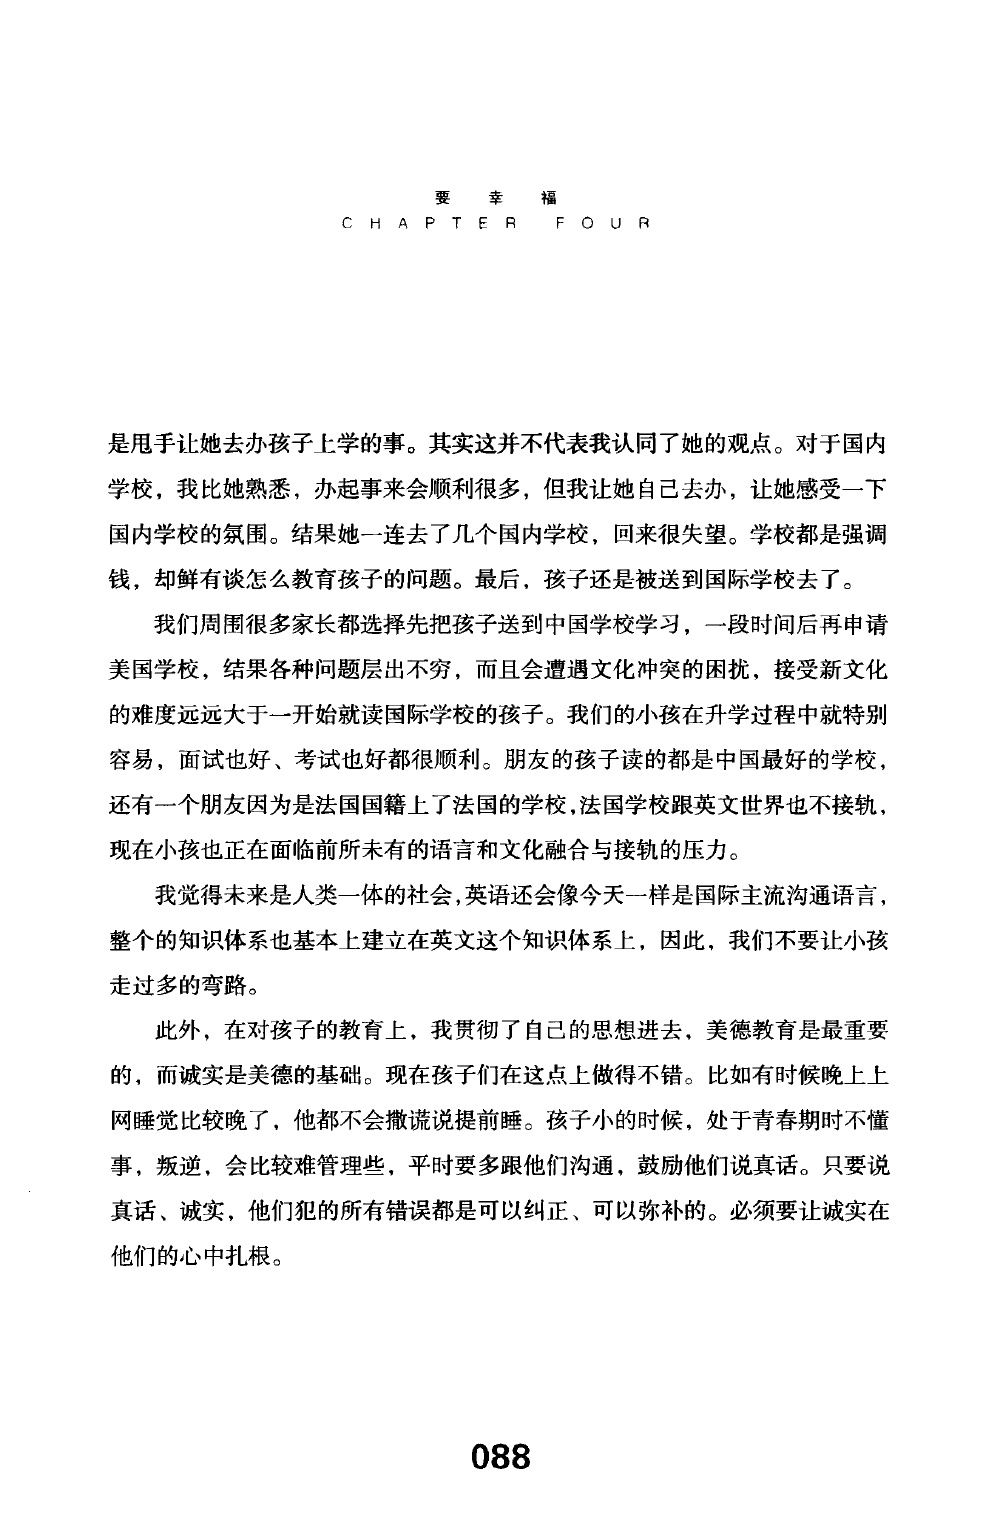 要 幸 福
CHAPTER FOUR
是甩手让她去办孩子上学的事。其实这并不代表我认同了她的观点。对于国内
学校，我比她熟悉，办起事来会顺利很多，但我让她自己去办，让她感受一下
国内学校的氛围。结果她一连去了几个国内学校，回来很失望。学校都是强调
钱，却鲜有谈怎么教育孩子的问题。最后，孩子还是被送到国际学校去了。
我们周围很多家长都选择先把孩子送到中国学校学习，一段时间后再申请
美国学校，结果各种问题层出不穷，而且会遭遇文化冲突的困扰，接受新文化
的难度远远大于一开始就读国际学校的孩子。我们的小孩在升学过程中就特别
容易，面试也好、考试也好都很顺利。朋友的孩子读的都是中国最好的学校，
还有一个朋友因为是法国国籍上了法国的学校，法国学校跟英文世界也不接轨，
现在小孩也正在面临前所未有的语言和文化融合与接轨的压力。
我觉得未来是人类一体的社会，英语还会像今天一样是国际主流沟通语言，
整个的知识体系也基本上建立在英文这个知识体系上，因此，我们不要让小孩
走过多的弯路。
此外，在对孩子的教育上，我贯彻了自己的思想进去，美德教育是最重要
的，而诚实是美德的基础。现在孩子们在这点上做得不错。比如有时候晚上上
网睡觉比较晚了，他都不会撒谎说提前睡。孩子小的时候，处于青春期时不懂
事，叛逆，会比较难管理些，平时要多跟他们沟通，鼓励他们说真话。只要说
真话、诚实，他们犯的所有错误都是可以纠正、可以弥补的。必须要让诚实在
他们的心中扎根。
088